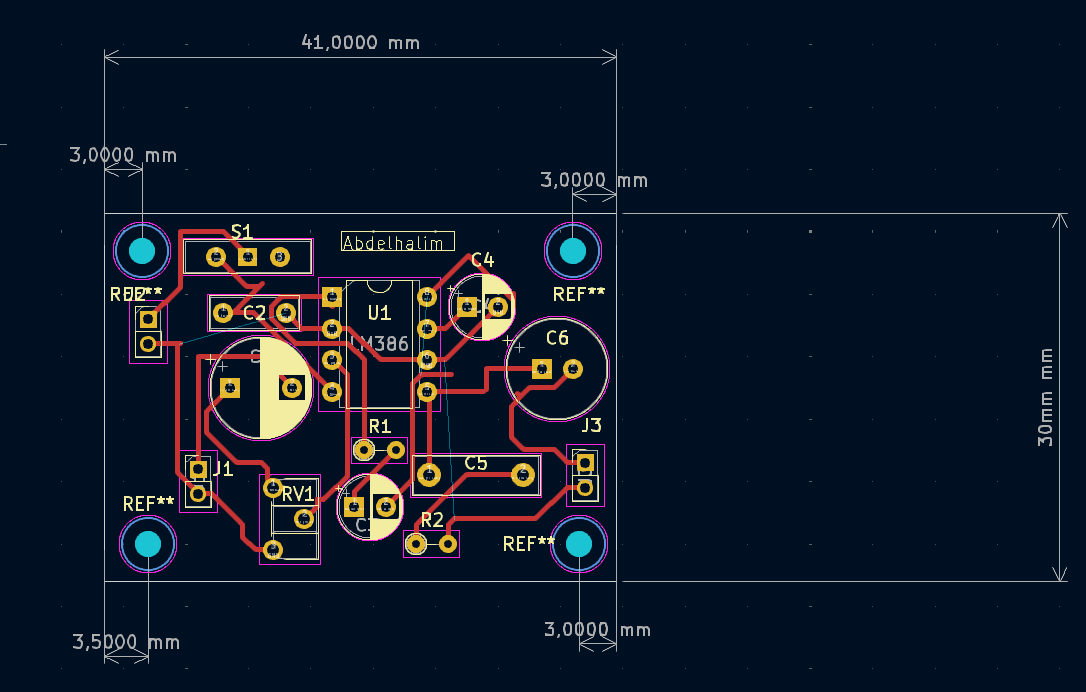 41,0000 mm
3,0000 mm
3,0000 mm
S1
Abdelhalim
C4
REF**
REF**
C2
U1
LM386
C6
30mm mm
R1
J3
J1
C5
RV1
REF**
R2
REF**
3,0000 mm
3,5000 mm